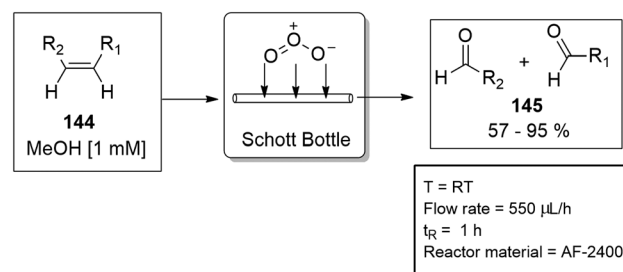 R2 R1
H H
144
MeOH [1 mM]
+
O O O−
Schott Bottle
O O
H R2 + H R1
145
57 - 95 %
T = RT
Flow rate = 550 μL/h
tR = 1 h
Reactor material = AF-2400